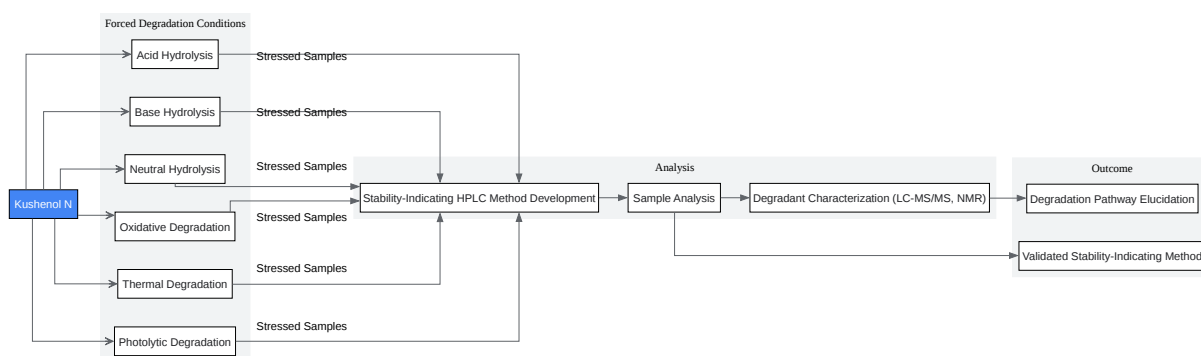 Forced Degradation Conditions
Acid Hydrolysis
Stressed Samples
Base Hydrolysis
Stressed Samples
Neutral Hydrolysis
Stressed Samples
Analysis
Outcome
Kushenol N
Stability-Indicating HPLC Method Development
Sample Analysis
Degradant Characterization (LC-MS/MS, NMR)
Degradation Pathway Elucidation
Oxidative Degradation
Stressed Samples
Validated Stability-Indicating Method
Thermal Degradation
Stressed Samples
Photolytic Degradation
Stressed Samples